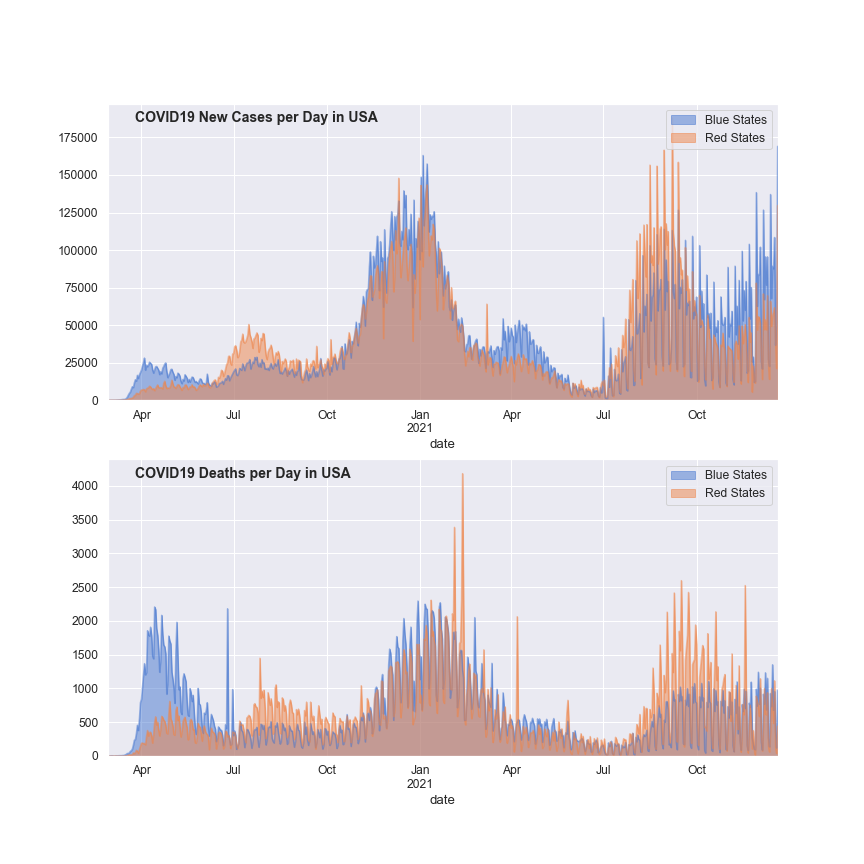 COVID19 New Cases per Day in USA
Blue States
Red States
175000
150000
125000
100000
75000
50000
25000
0
Apr Jul Oct Jan Apr Jul Oct
2021
date
COVID19 Deaths per Day in USA
Blue States
Red States
4000
3500
3000
2500
2000
1500
1000
500
0
Apr Jul Oct Jan Apr Jul Oct
2021
date